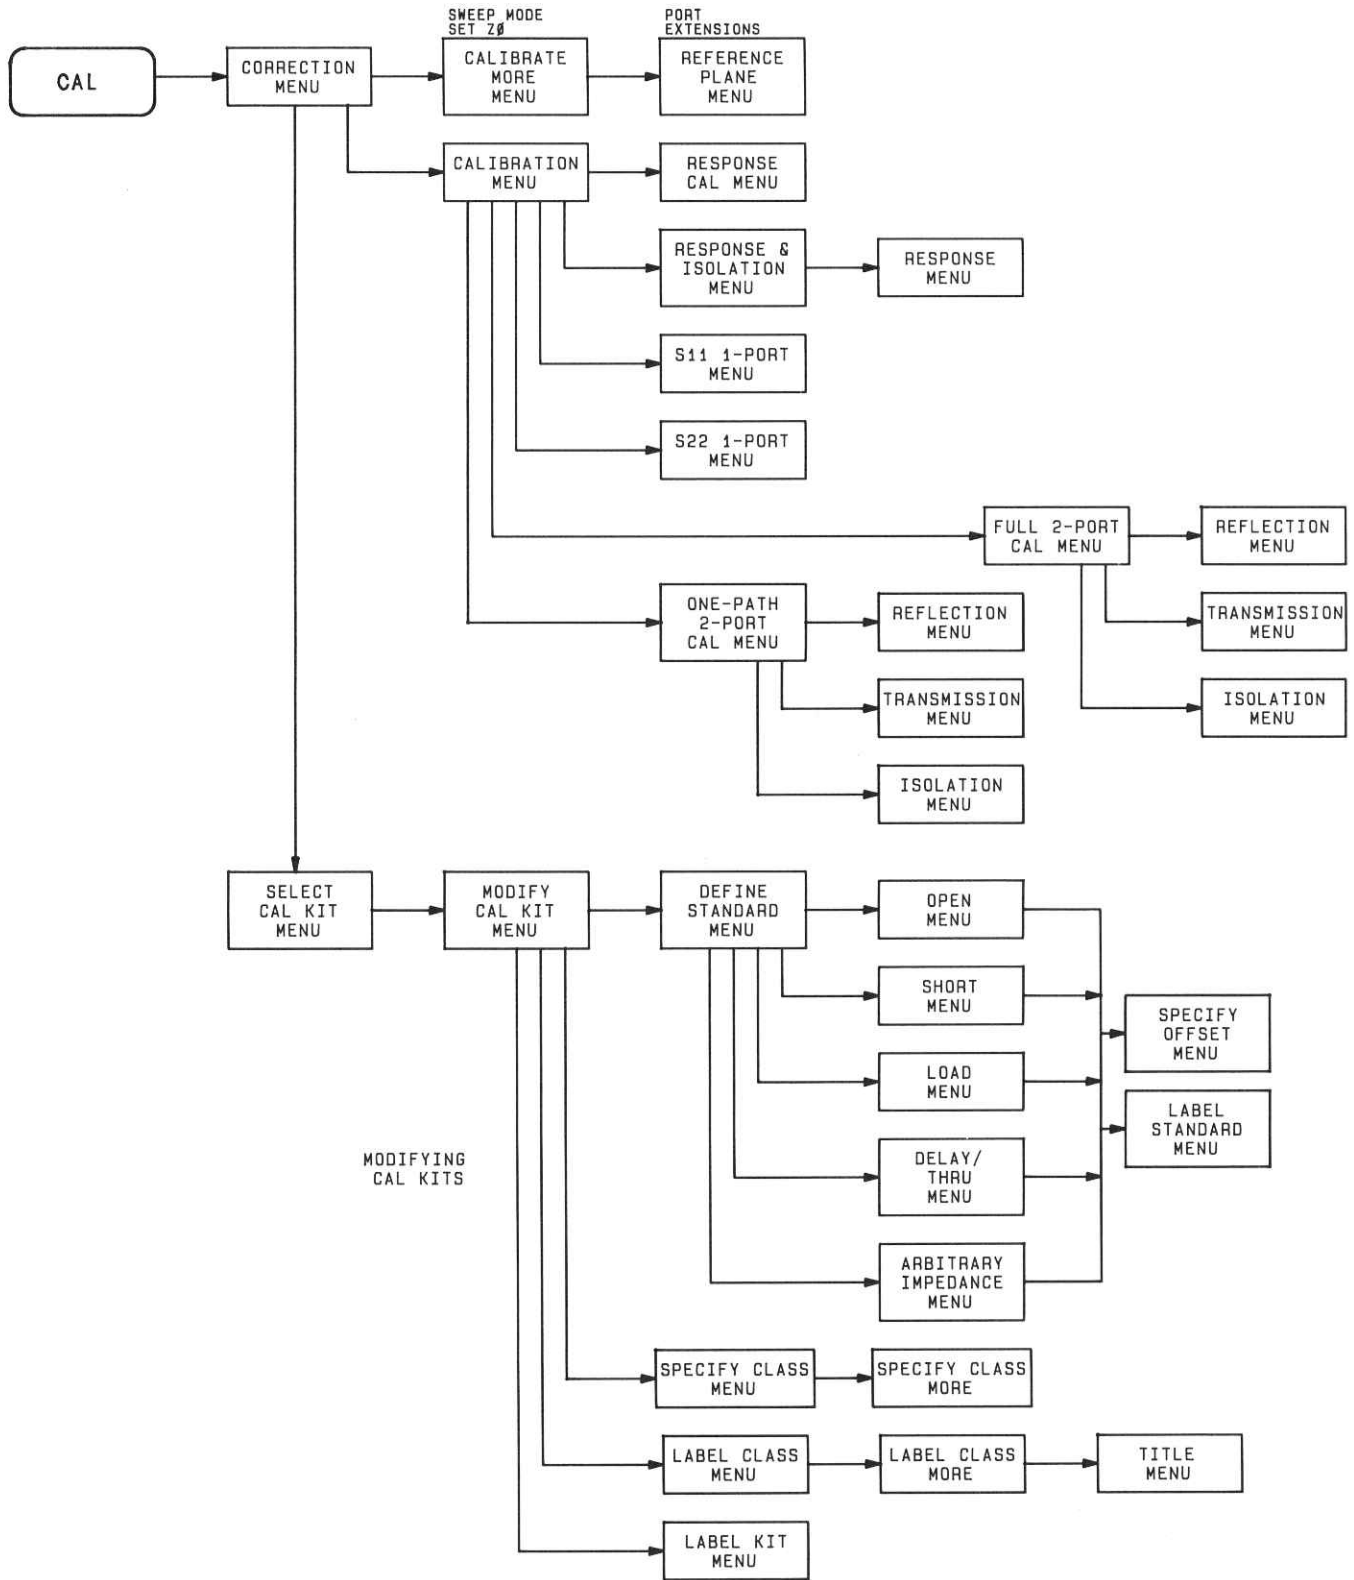 SWEEP MODE
SET ZØ
PORT
EXTENSIONS
CAL
CORRECTION
MENU
CALIBRATE
MORE
MENU
REFERENCE
PLANE
MENU
CALIBRATION
MENU
RESPONSE
CAL MENU
RESPONSE &
ISOLATION
MENU
RESPONSE
MENU
S11 1-PORT
MENU
S22 1-PORT
MENU
FULL 2-PORT
CAL MENU
REFLECTION
MENU
ONE-PATH
2-PORT
CAL MENU
REFLECTION
MENU
TRANSMISSION
MENU
TRANSMISSION
MENU
ISOLATION
MENU
ISOLATION
MENU
SELECT
CAL KIT
MENU
MODIFY
CAL KIT
MENU
DEFINE
STANDARD
MENU
OPEN
MENU
SHORT
MENU
SPECIFY
OFFSET
MENU
LOAD
MENU
LABEL
STANDARD
MENU
MODIFYING
CAL KITS
DELAY/
THRU
MENU
ARBITRARY
IMPEDANCE
MENU
SPECIFY CLASS
MENU
SPECIFY CLASS
MORE
LABEL CLASS
MENU
LABEL CLASS
MORE
TITLE
MENU
LABEL KIT
MENU